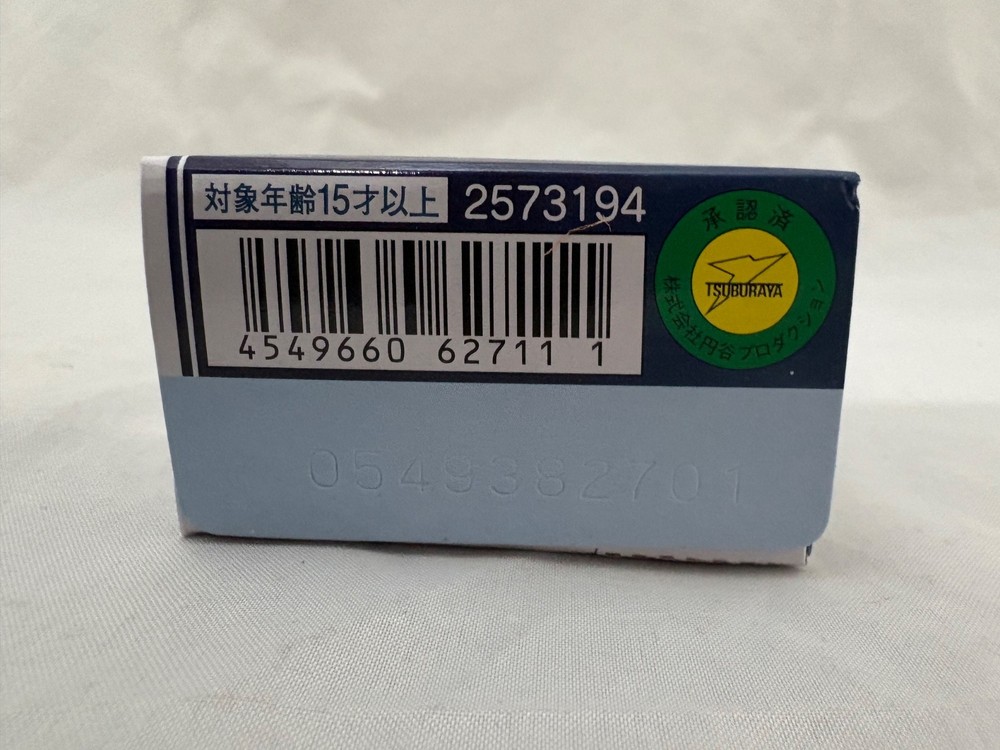 対象年齢15才以上
2573194
承認済
TSUBURAYA
株式会社円谷プロダクション
4549660 62711 1
0549382701